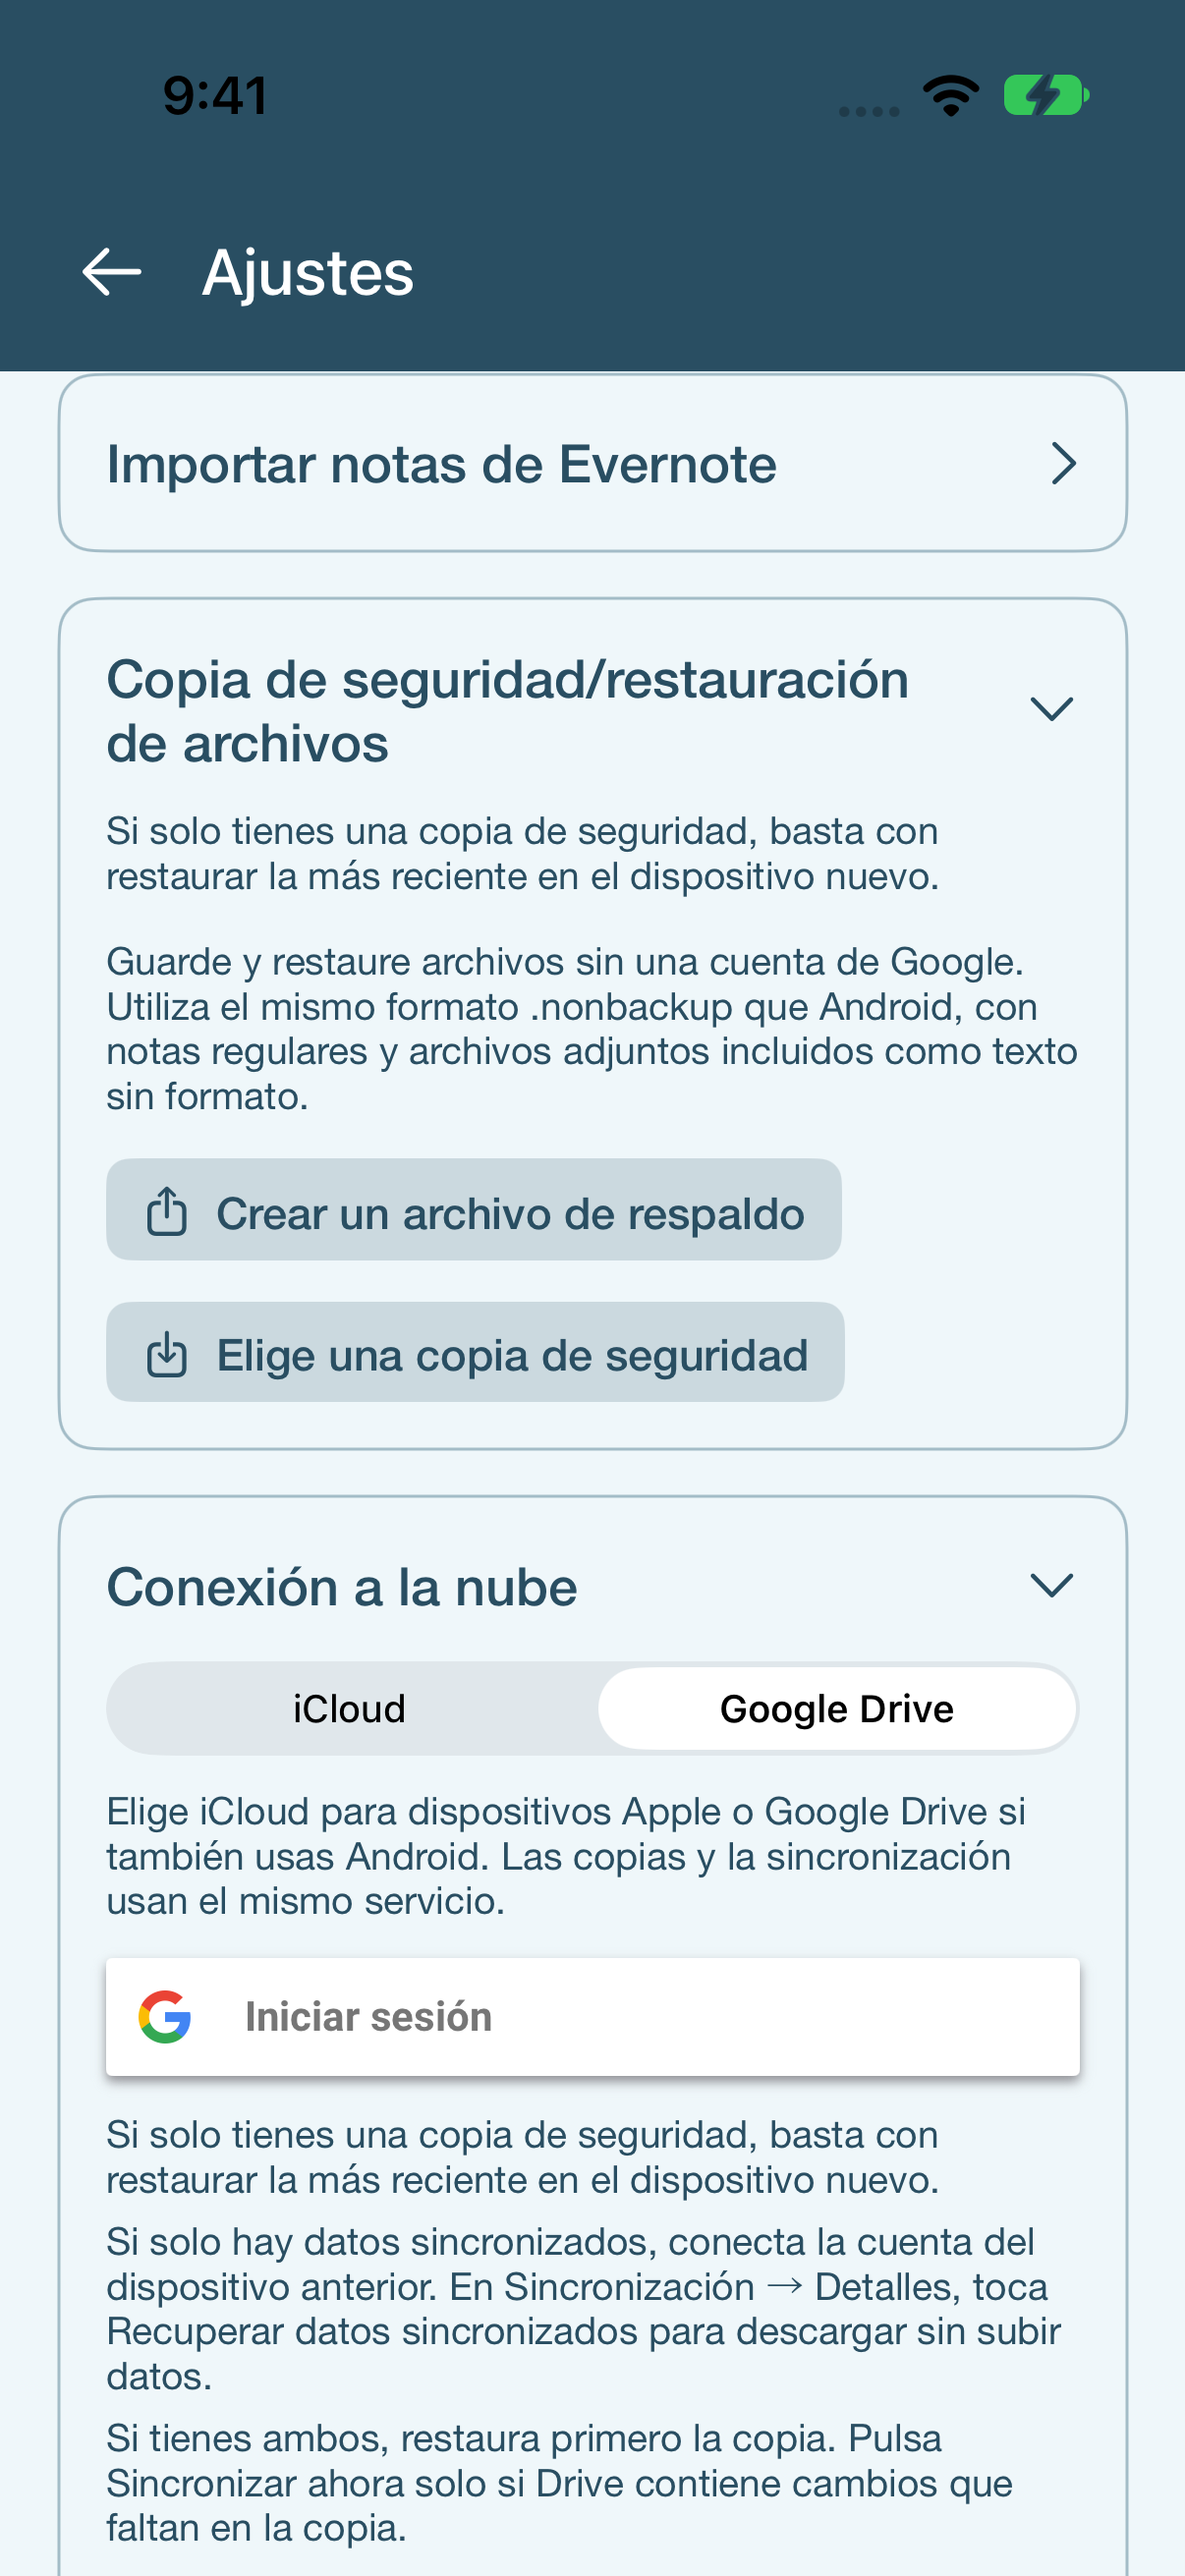 9:41
Ajustes
Importar notas de Evernote
Copia de seguridad/restauración
de archivos
Si solo tienes una copia de seguridad, basta con
restaurar la más reciente en el dispositivo nuevo.
Guarde y restaure archivos sin una cuenta de Google.
Utiliza el mismo formato .nonbackup que Android, con
notas regulares y archivos adjuntos incluidos como texto
sin formato.
Crear un archivo de respaldo
Elige una copia de seguridad
Conexión a la nube
iCloud
Google Drive
Elige iCloud para dispositivos Apple o Google Drive si
también usas Android. Las copias y la sincronización
usan el mismo servicio.
Iniciar sesión
Si solo tienes una copia de seguridad, basta con
restaurar la más reciente en el dispositivo nuevo.
Si solo hay datos sincronizados, conecta la cuenta del
dispositivo anterior. En Sincronización → Detalles, toca
Recuperar datos sincronizados para descargar sin subir
datos.
Si tienes ambos, restaura primero la copia. Pulsa
Sincronizar ahora solo si Drive contiene cambios que
faltan en la copia.